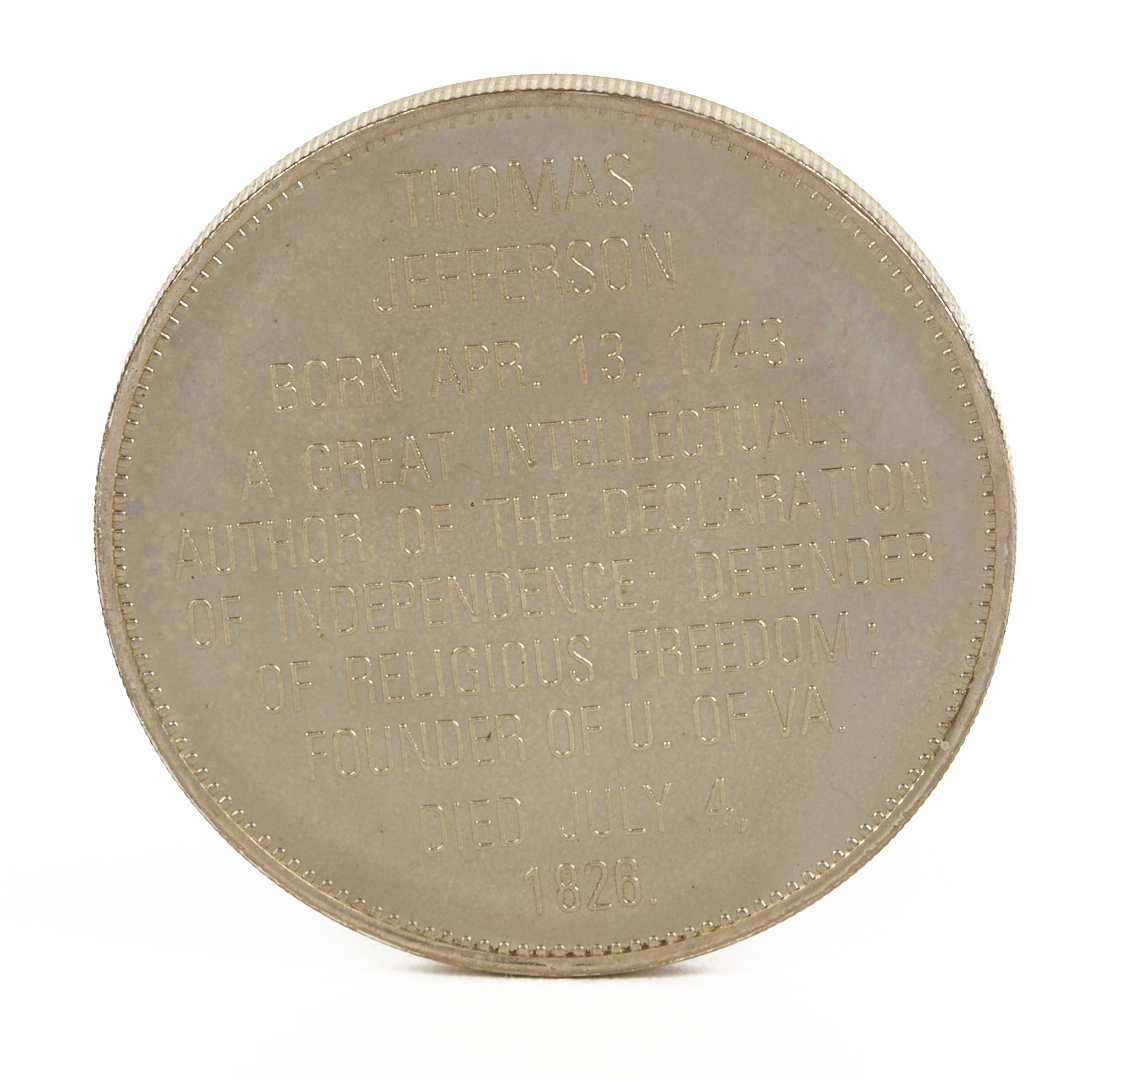 THOMAS
JEFFERSON
BORN APR. 13, 1743.
A GREAT INTELLECTUAL;
AUTHOR OF THE DECLARATION
OF INDEPENDENCE; DEFENDER
OF RELIGIOUS FREEDOM;
FOUNDER OF U. OF VA.
DIED JULY 4,
1826.